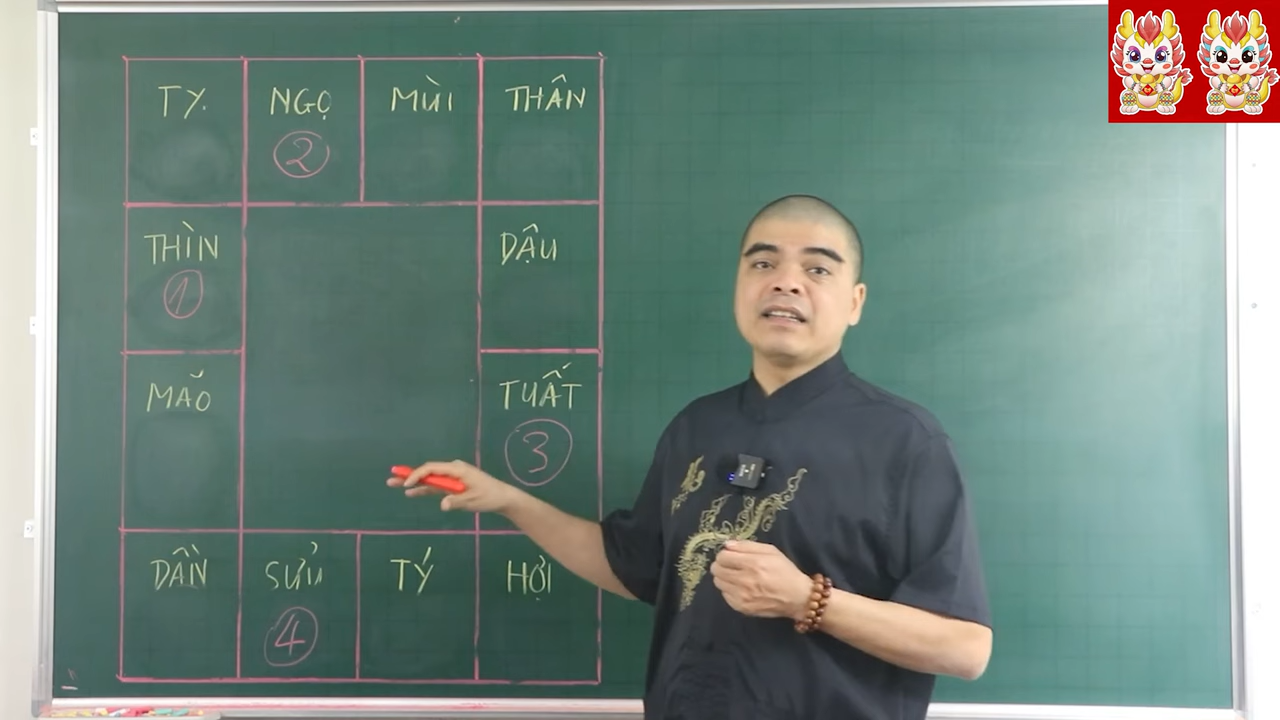 TỴ
NGỌ
MÙI
THÂN
②
THÌN
DẬU
①
MÃO
TUẤT
③
DẦN
SỬU
TÝ
HỢI
④